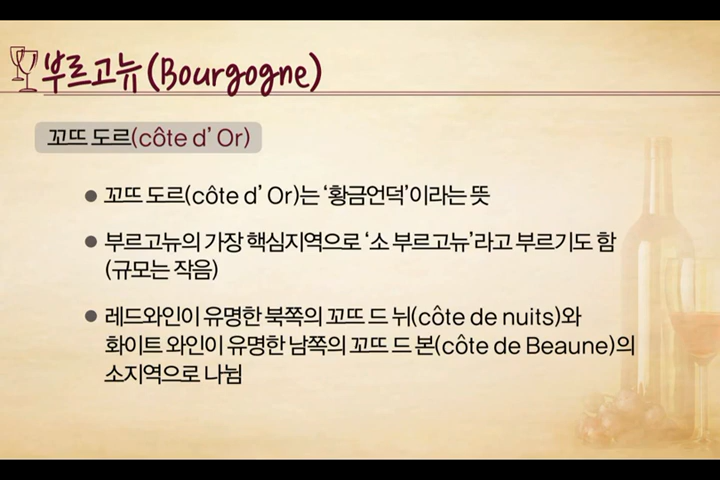 부르고뉴(Bourgogne)
꼬뜨 도르(côte d’ Or)
● 꼬뜨 도르(côte d’ Or)는 ‘황금언덕’이라는 뜻
● 부르고뉴의 가장 핵심지역으로 ‘소 부르고뉴’라고 부르기도 함
(규모는 작음)
● 레드와인이 유명한 북쪽의 꼬뜨 드 뉘(côte de nuits)와
화이트 와인이 유명한 남쪽의 꼬뜨 드 본(côte de Beaune)의
소지역으로 나뉨